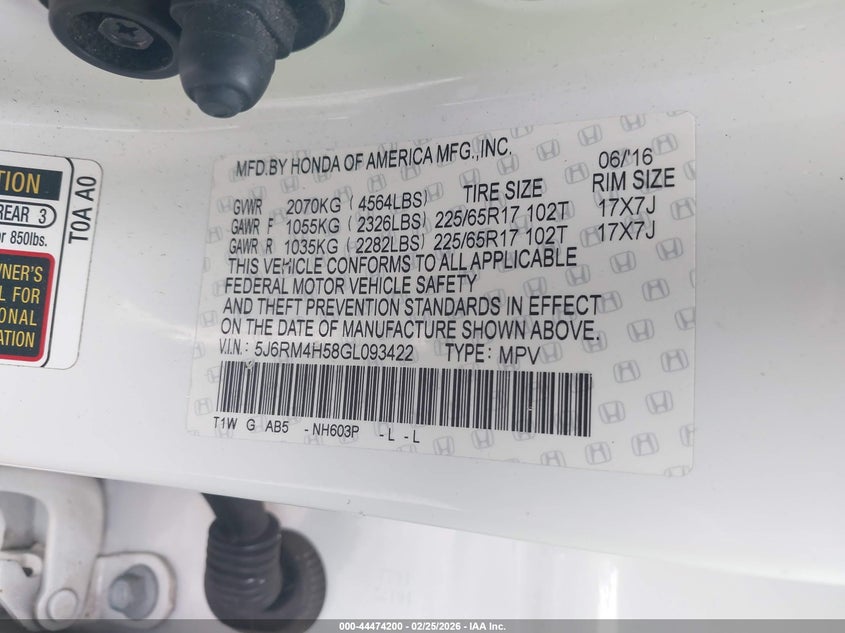 MFD.BY HONDA OF AMERICA MFG.,INC. 06/'16
TIRE SIZE RIM SIZE
GVWR 2070KG ( 4564LBS)
GAWR F 1055KG ( 2326LBS) 225/65R17 102T 17X7J
GAWR R 1035KG ( 2282LBS) 225/65R17 102T 17X7J
THIS VEHICLE CONFORMS TO ALL APPLICABLE
FEDERAL MOTOR VEHICLE SAFETY
AND THEFT PREVENTION STANDARDS IN EFFECT
ON THE DATE OF MANUFACTURE SHOWN ABOVE.
V.I.N.: 5J6RM4H58GL093422 TYPE: MPV
T1W G AB5 - NH603P - L - L
TION
REAR 3
r 850lbs.
NER'S
L FOR
ONAL
ATION
T0A A0
000-44474200 - 02/25/2026 - IAA Inc.